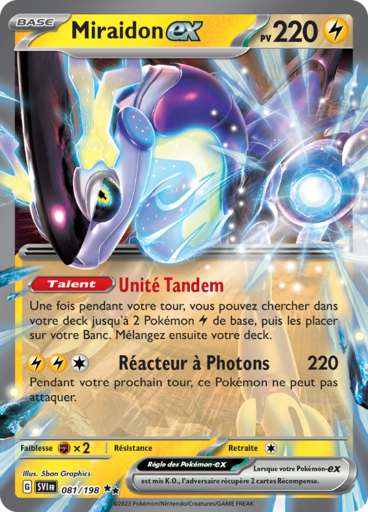 BASE Miraidon ex PV 220
Talent Unité Tandem
Une fois pendant votre tour, vous pouvez chercher dans
votre deck jusqu'à 2 Pokémon de base, puis les placer
sur votre Banc. Mélangez ensuite votre deck.
Réacteur à Photons 220
Pendant votre prochain tour, ce Pokémon ne peut pas
attaquer.
Faiblesse ×2 Résistance Retraite
Illus. 5ban Graphics
Règle des Pokémon-ex Lorsque votre Pokémon-ex
est mis K.O., l'adversaire récupère 2 cartes Récompense.
G SVI FR 081/198
©2023 Pokémon/Nintendo/Creatures/GAME FREAK